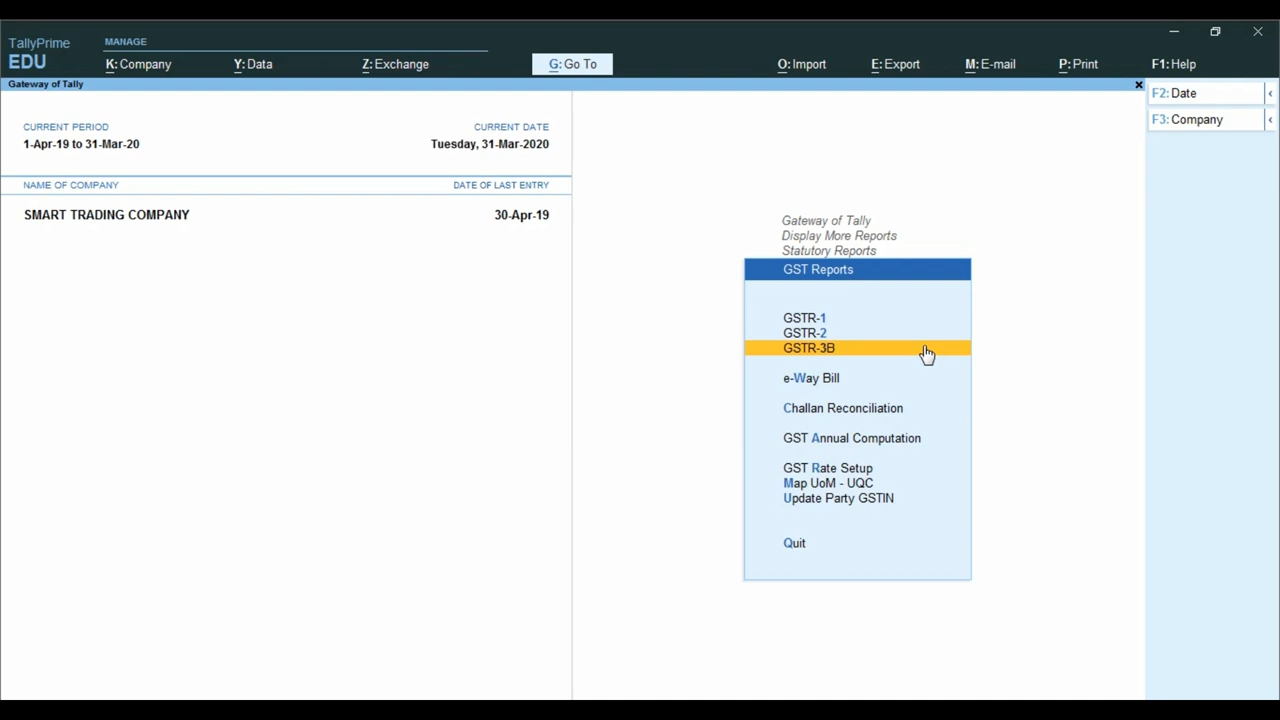 TallyPrime
EDU
MANAGE
K: Company
Y: Data
Z: Exchange
G: Go To
O: Import
E: Export
M: E-mail
P: Print
F1: Help
Gateway of Tally
F2: Date
F3: Company
CURRENT PERIOD
CURRENT DATE
1-Apr-19 to 31-Mar-20
Tuesday, 31-Mar-2020
NAME OF COMPANY
DATE OF LAST ENTRY
SMART TRADING COMPANY
30-Apr-19
Gateway of Tally
Display More Reports
Statutory Reports
GST Reports
GSTR-1
GSTR-2
GSTR-3B
e-Way Bill
Challan Reconciliation
GST Annual Computation
GST Rate Setup
Map UoM - UQC
Update Party GSTIN
Quit